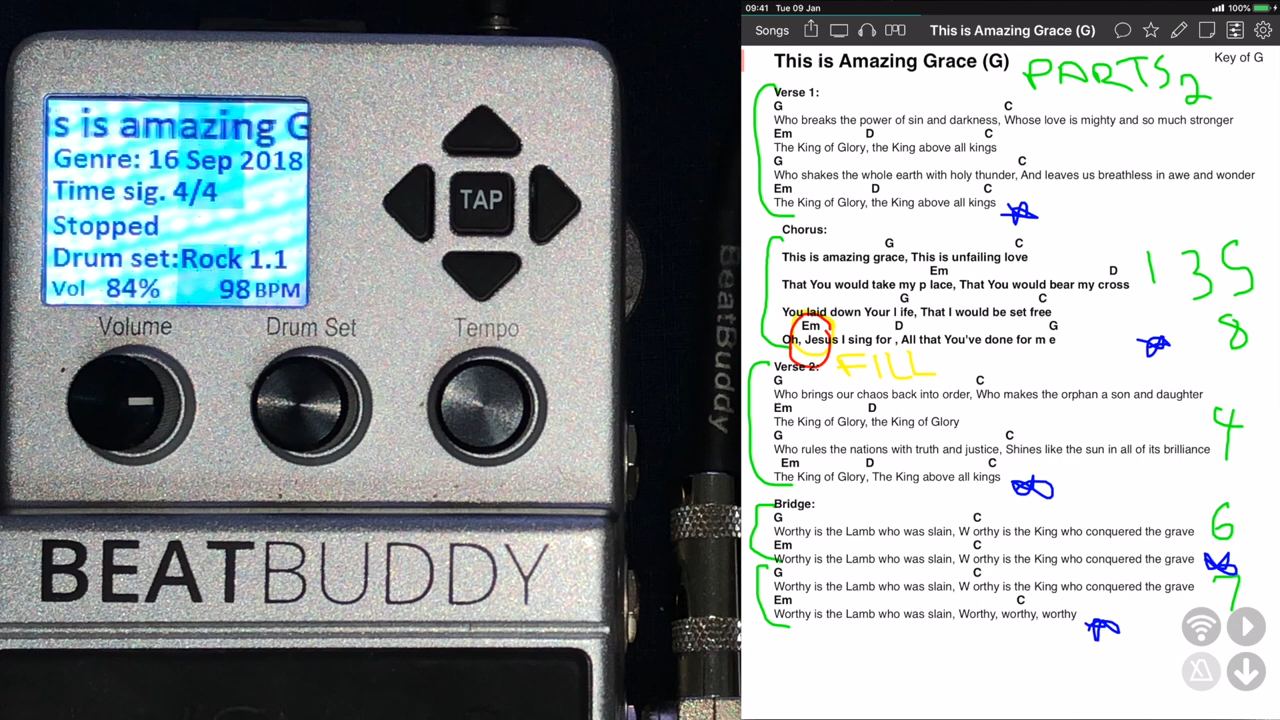 s is amazing G
Genre: 16 Sep 2018
Time sig. 4/4
Stopped
Drum set:Rock 1.1
Vol 84% 98 BPM
TAP
Volume
Drum Set
Tempo
BEATBUDDY
BeatBuddy
09:41 Tue 09 Jan
100%
Songs
This is Amazing Grace (G)
This is Amazing Grace (G)
Key of G
PARTS 2
Verse 1:
G C
Who breaks the power of sin and darkness, Whose love is mighty and so much stronger
Em D C
The King of Glory, the King above all kings
G C
Who shakes the whole earth with holy thunder, And leaves us breathless in awe and wonder
Em D C
The King of Glory, the King above all kings
Chorus:
G C
This is amazing grace, This is unfailing love
Em D
That You would take my p lace, That You would bear my cross
1 3 5
G C
You laid down Your l ife, That I would be set free
8
Em D G
Oh, Jesus I sing for , All that You've done for m e
Verse 2:
FILL
G C
Who brings our chaos back into order, Who makes the orphan a son and daughter
Em D
The King of Glory, the King of Glory
4
G C
Who rules the nations with truth and justice, Shines like the sun in all of its brilliance
Em D C
The King of Glory, The King above all kings
Bridge:
G C
Worthy is the Lamb who was slain, W orthy is the King who conquered the grave
6
Em C
Worthy is the Lamb who was slain, W orthy is the King who conquered the grave
G C
Worthy is the Lamb who was slain, W orthy is the King who conquered the grave
7
Em C
Worthy is the Lamb who was slain, Worthy, worthy, worthy